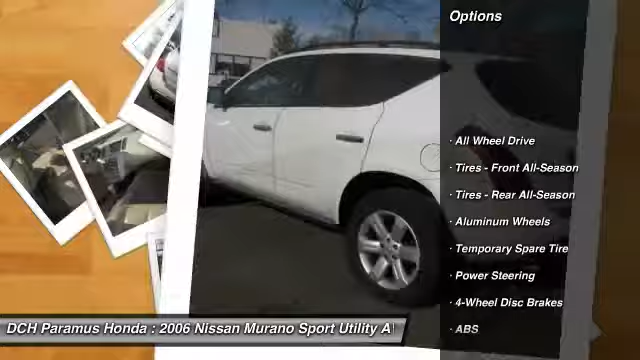 Options
· All Wheel Drive
· Tires - Front All-Season
· Tires - Rear All-Season
· Aluminum Wheels
· Temporary Spare Tire
· Power Steering
· 4-Wheel Disc Brakes
· ABS
DCH Paramus Honda : 2006 Nissan Murano Sport Utility